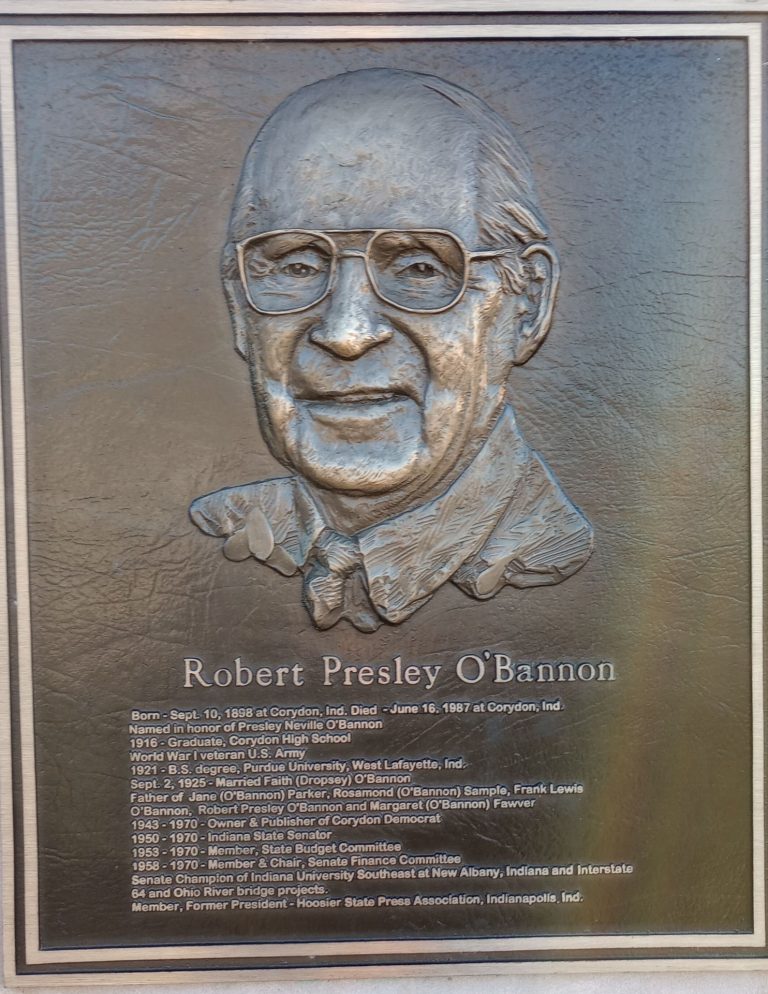 Robert Presley O'Bannon
Born - Sept. 10, 1898 at Corydon, Ind. Died - June 16, 1987 at Corydon, Ind.
Named in honor of Presley Neville O'Bannon
1916 - Graduate, Corydon High School
World War I veteran U.S. Army
1921 - B.S. degree, Purdue University, West Lafayette, Ind.
Sept. 2, 1925 - Married Faith (Dropsey) O'Bannon
Father of Jane (O'Bannon) Parker, Rosamond (O'Bannon) Sample, Frank Lewis
O'Bannon, Robert Presley O'Bannon and Margaret (O'Bannon) Fawver
1943 - 1970 - Owner & Publisher of Corydon Democrat
1950 - 1970 - Indiana State Senator
1953 - 1970 - Member, State Budget Committee
1958 - 1970 - Member & Chair, Senate Finance Committee
Senate Champion of Indiana University Southeast at New Albany, Indiana and Interstate
64 and Ohio River bridge projects.
Member, Former President - Hoosier State Press Association, Indianapolis, Ind.